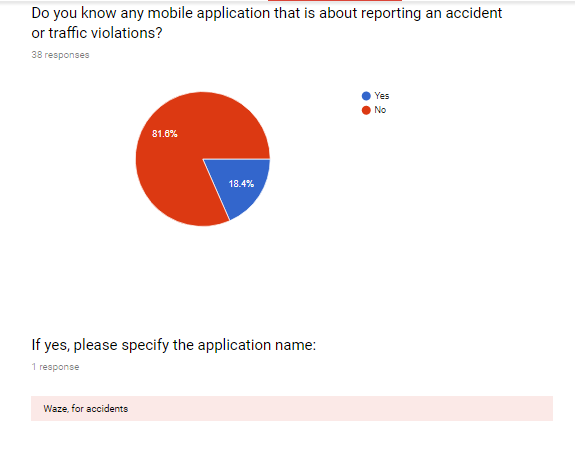 Do you know any mobile application that is about reporting an accident
or traffic violations?
38 responses
Yes
No
81.6%
18.4%
If yes, please specify the application name:
1 response
Waze, for accidents